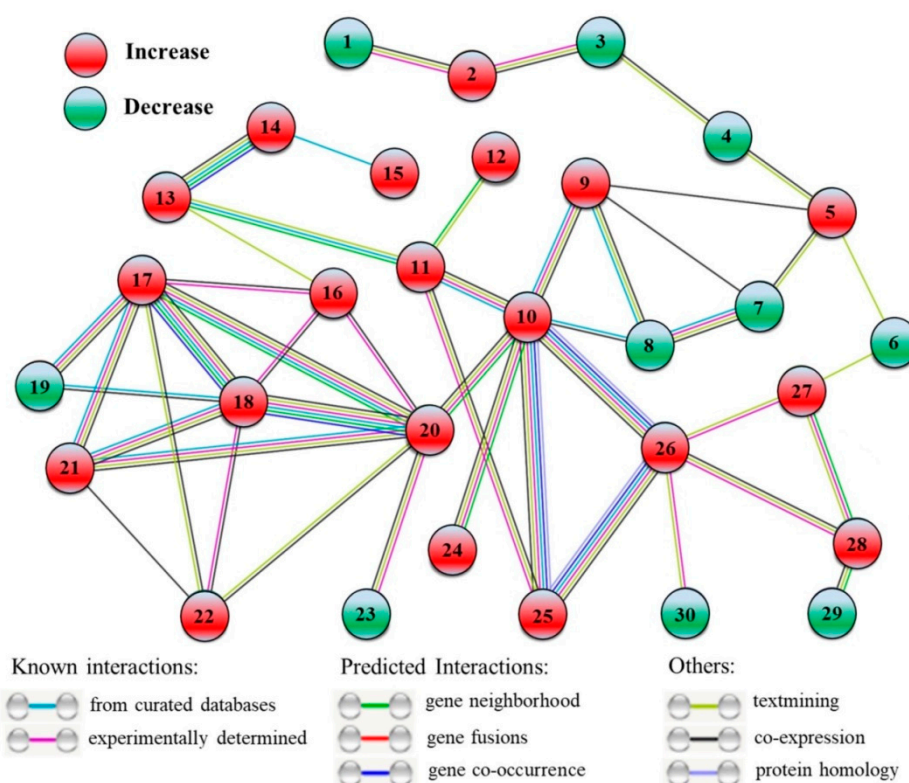 Increase
Decrease
1
2
3
4
5
6
7
8
9
10
11
12
13
14
15
16
17
18
19
20
21
22
23
24
25
26
27
28
29
30
Known interactions:
from curated databases
experimentally determined
Predicted Interactions:
gene neighborhood
gene fusions
gene co-occurrence
Others:
textmining
co-expression
protein homology